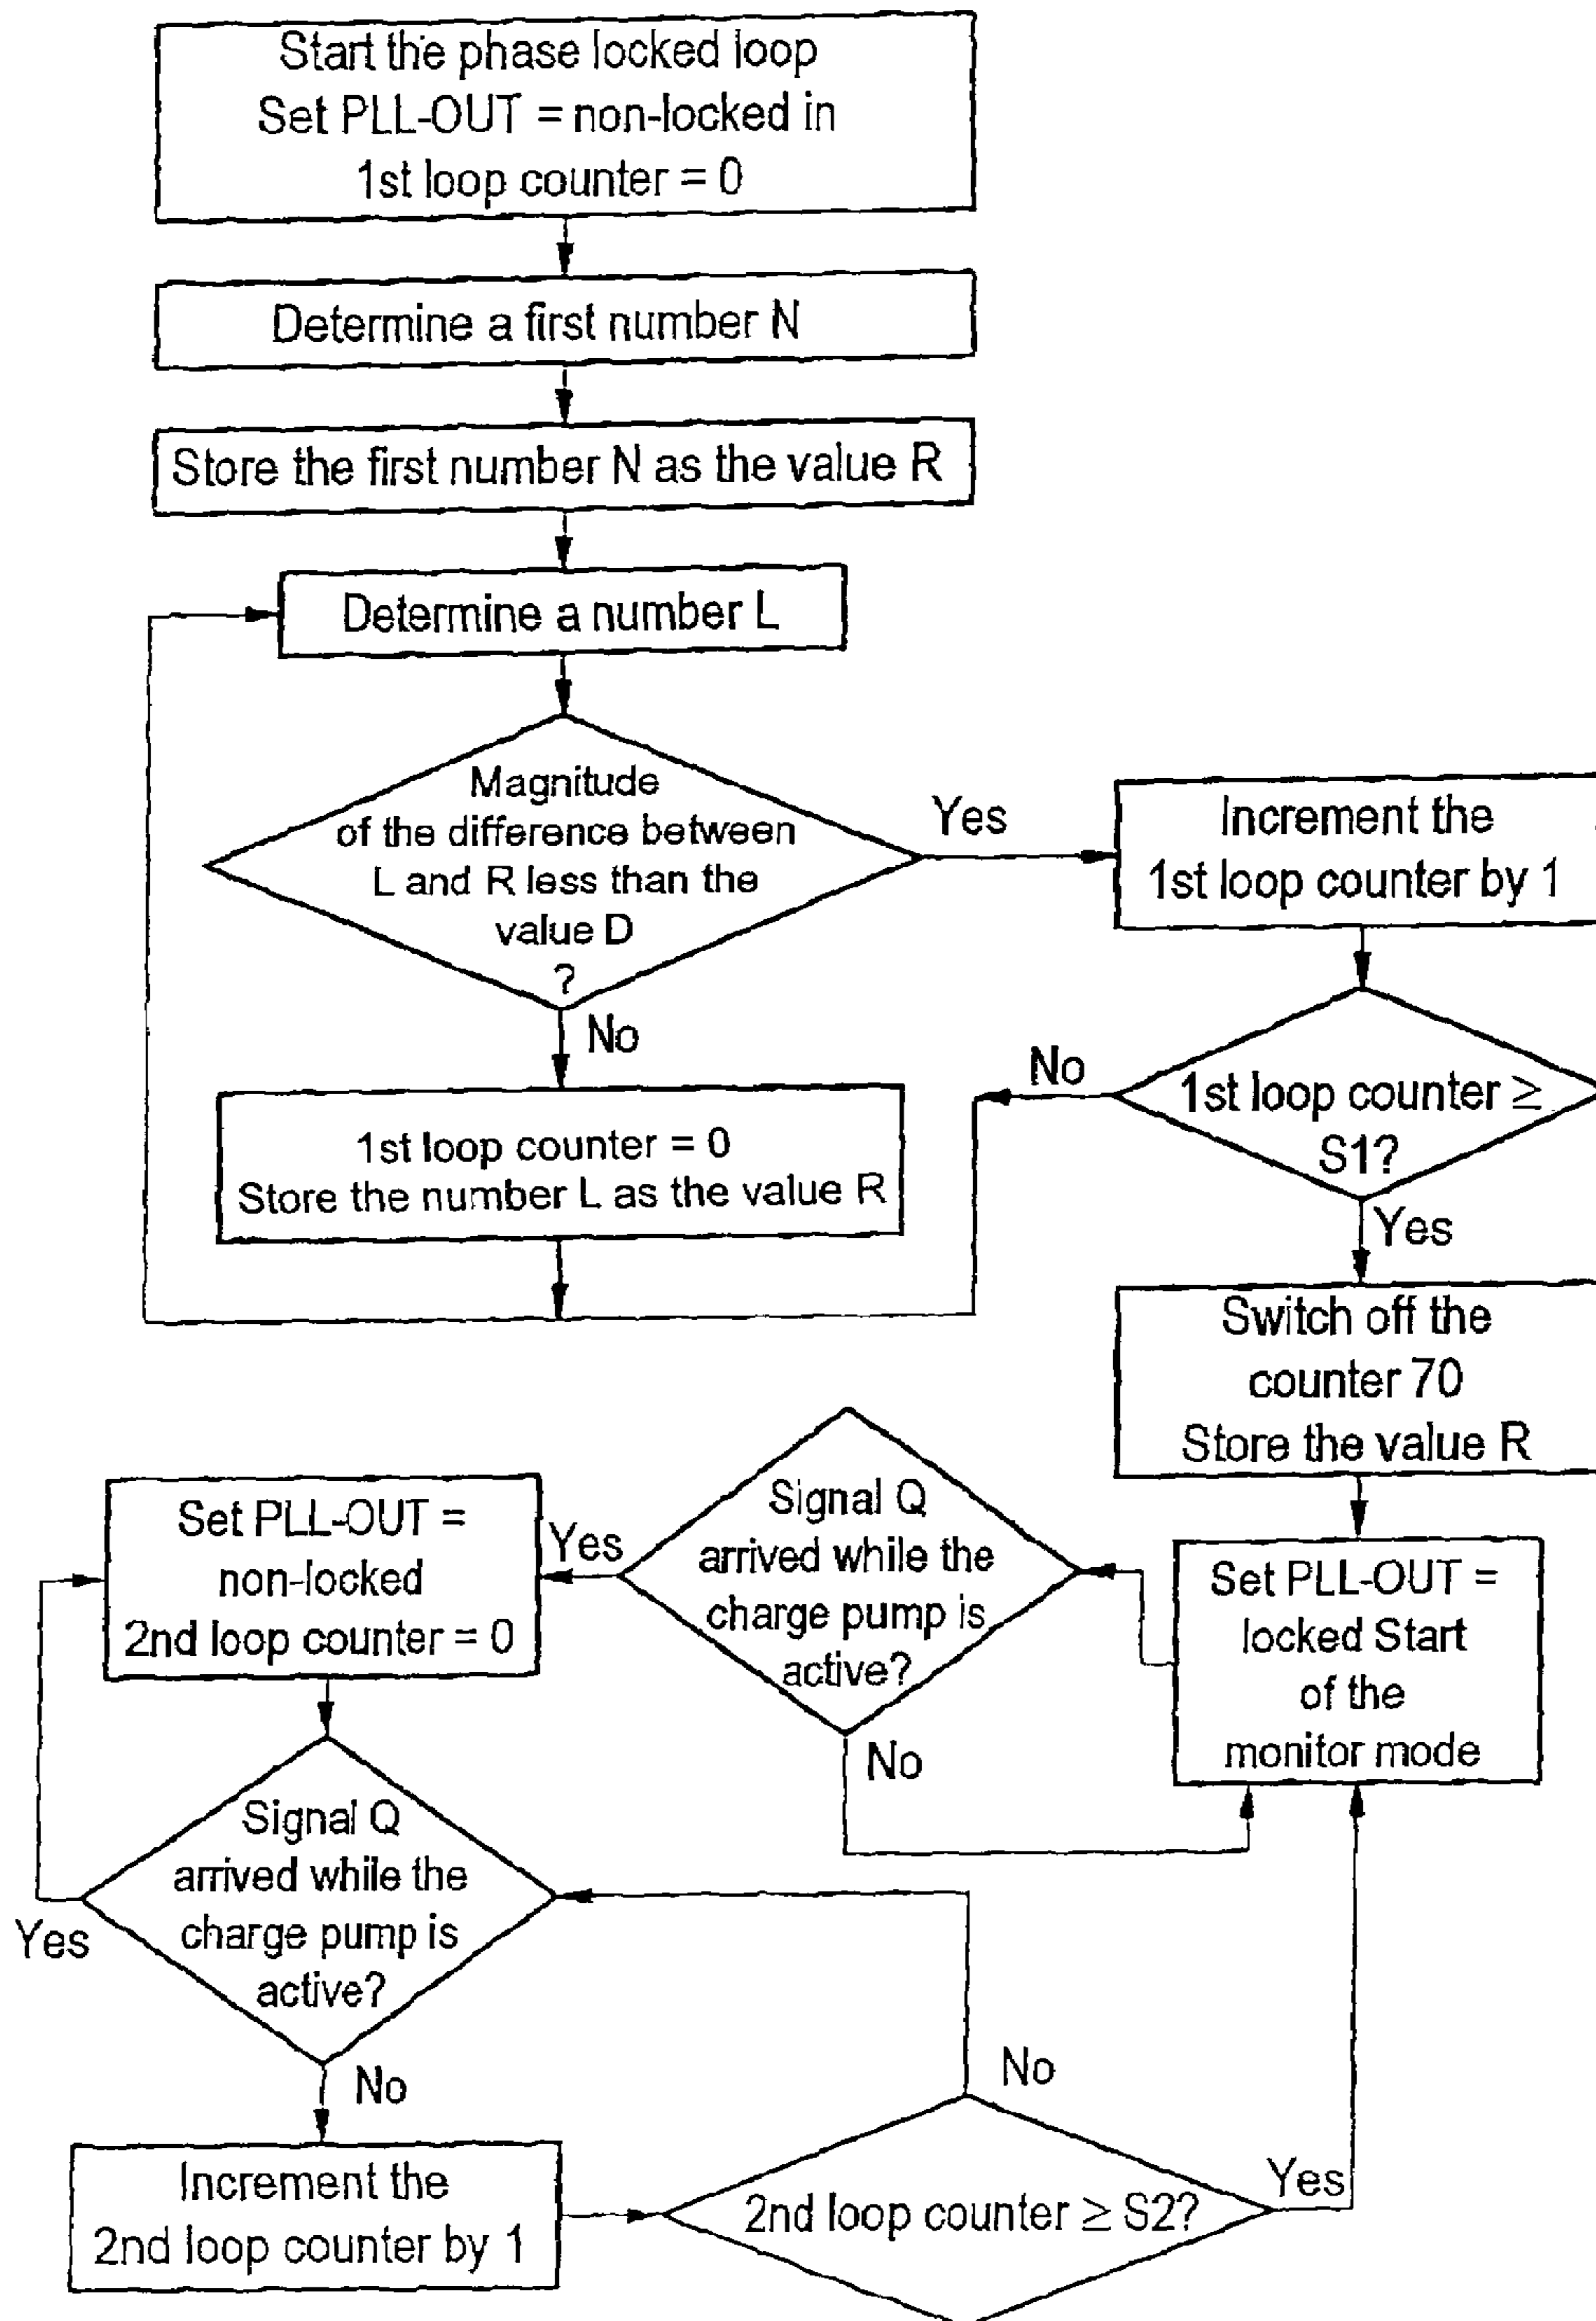 Start the phase locked loop
Set PLL-OUT = non-locked in
1st loop counter = 0
Determine a first number N
Store the first number N as the value R
Determine a number L
Magnitude
of the difference between
L and R less than the
value D
?
Yes
Increment the
1st loop counter by 1
No
1st loop counter = 0
Store the number L as the value R
No
1st loop counter ≥
S1?
Yes
Switch off the
counter 70
Store the value R
Set PLL-OUT =
locked Start
of the
monitor mode
Signal Q
arrived while the
charge pump is
active?
Yes
No
Set PLL-OUT =
non-locked
2nd loop counter = 0
Signal Q
arrived while the
charge pump is
active?
Yes
No
Increment the
2nd loop counter by 1
2nd loop counter ≥ S2?
No
Yes